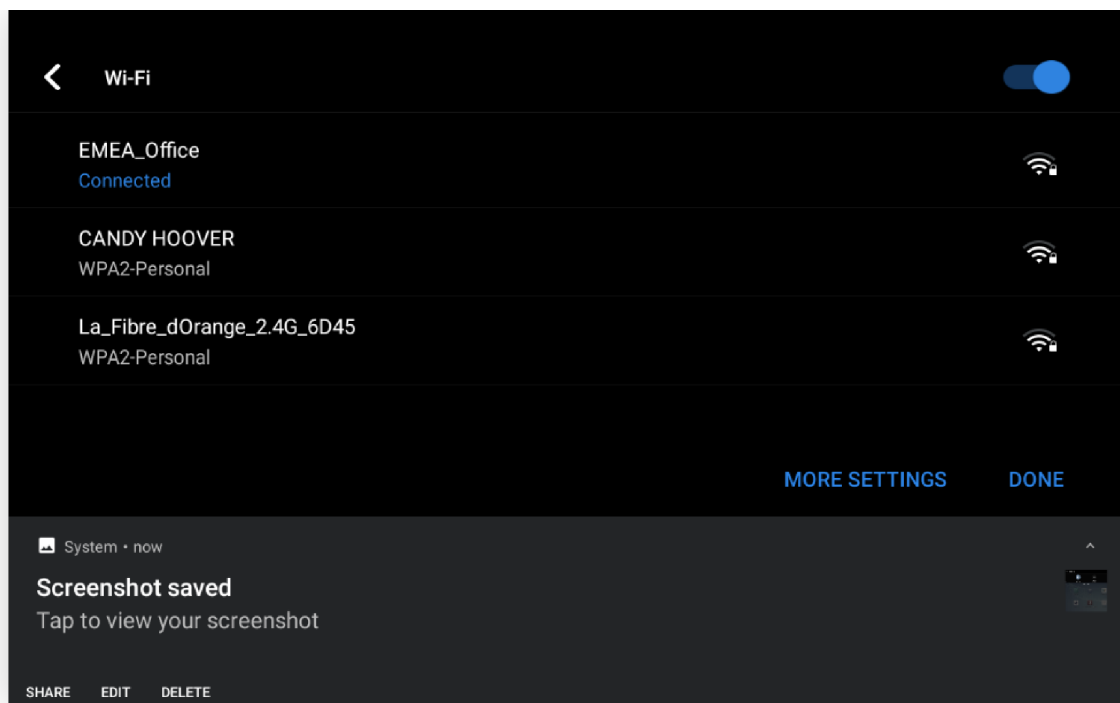 Wi-Fi
EMEA_Office
Connected
CANDY HOOVER
WPA2-Personal
La_Fibre_dOrange_2.4G_6D45
WPA2-Personal
MORE SETTINGS DONE
System • now
Screenshot saved
Tap to view your screenshot
SHARE EDIT DELETE